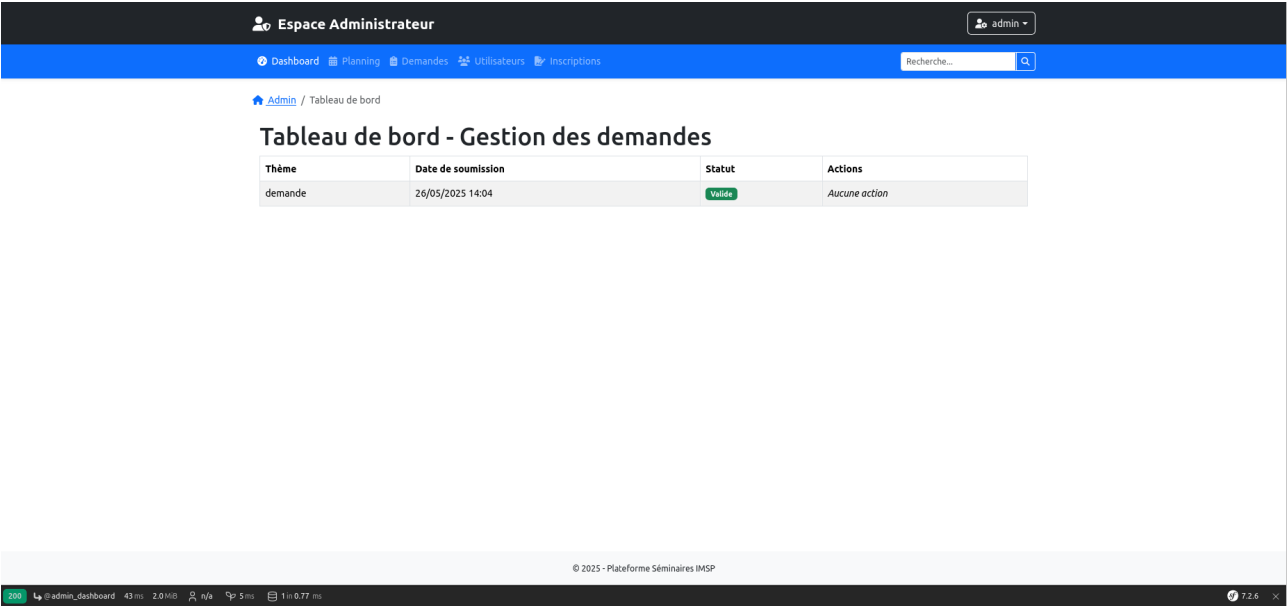 Espace Administrateur admin
Dashboard Planning Demandes Utilisateurs Inscriptions Recherche...
Admin / Tableau de bord
Tableau de bord - Gestion des demandes
Thème Date de soumission Statut Actions
demande 26/05/2025 14:04 Valide Aucune action
© 2025 - Plateforme Séminaires IMSP
200 @admin_dashboard 43 ms 2.0 MiB n/a 5 ms 1 in 0.77 ms sf 7.2.6 ×